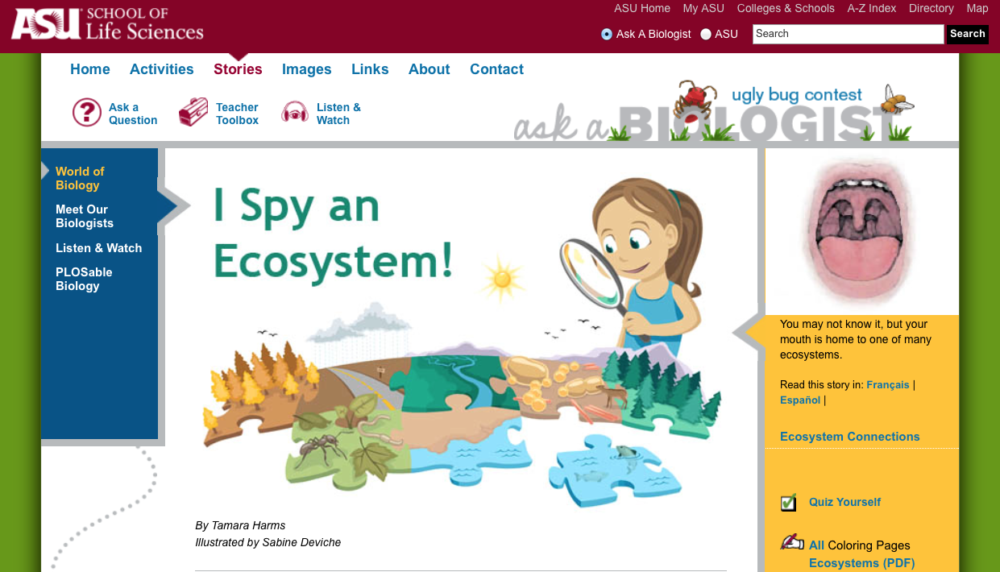 ASU SCHOOL OF
Life Sciences
ASU Home My ASU Colleges & Schools A-Z Index Directory Map
Ask A Biologist ASU Search Search
Home Activities Stories Images Links About Contact
Ask a
Question
Teacher
Toolbox
Listen &
Watch
ugly bug contest
ask a BIOLOGIST
World of
Biology
Meet Our
Biologists
Listen & Watch
PLOSable
Biology
I Spy an
Ecosystem!
By Tamara Harms
Illustrated by Sabine Deviche
You may not know it, but your
mouth is home to one of many
ecosystems.
Read this story in: Français |
Español |
Ecosystem Connections
Quiz Yourself
All Coloring Pages
Ecosystems (PDF)